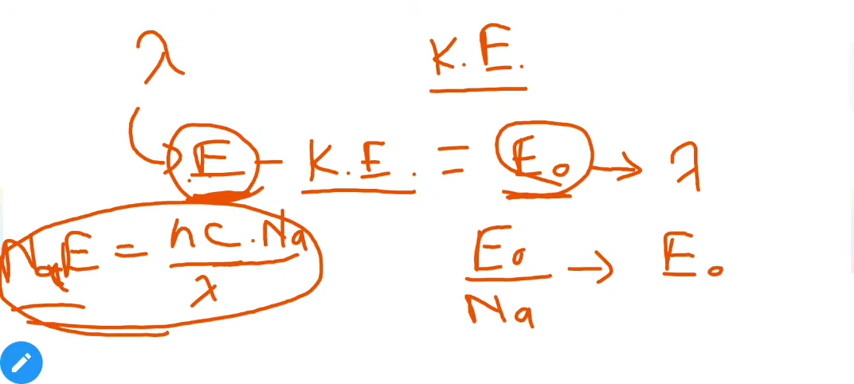 λ K.E.
E - K.E. = E₀ → λ
NₐE = hc.Na / λ
E₀ / Na → E₀